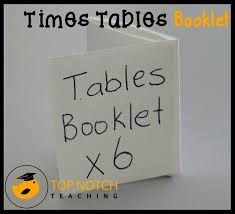 Times Tables Booklet
Tables
Booklet
x 6
TOP NOTCH
TEACHING